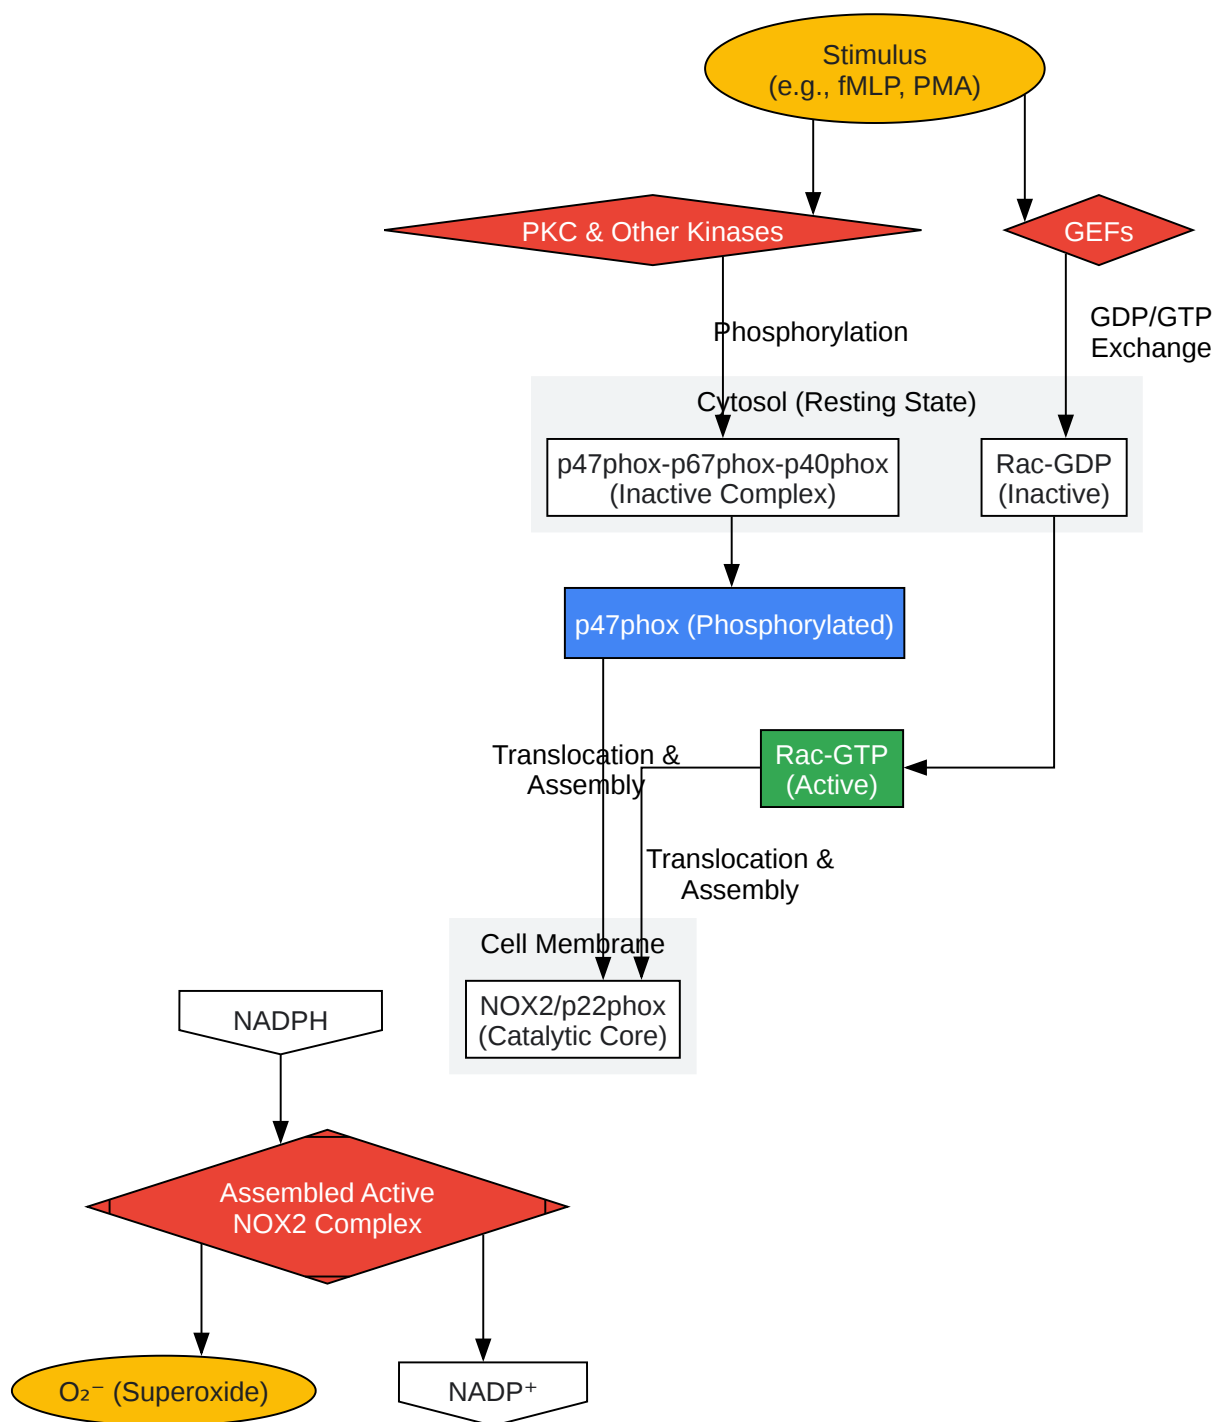 Stimulus
(e.g., fMLP, PMA)
PKC & Other Kinases
GEFs
Phosphorylation
GDP/GTP
Exchange
Cytosol (Resting State)
p47phox-p67phox-p40phox
(Inactive Complex)
Rac-GDP
(Inactive)
p47phox (Phosphorylated)
Translocation &
Assembly
Rac-GTP
(Active)
Translocation &
Assembly
Cell Membrane
NOX2/p22phox
(Catalytic Core)
NADPH
Assembled Active
NOX2 Complex
O₂⁻ (Superoxide)
NADP⁺